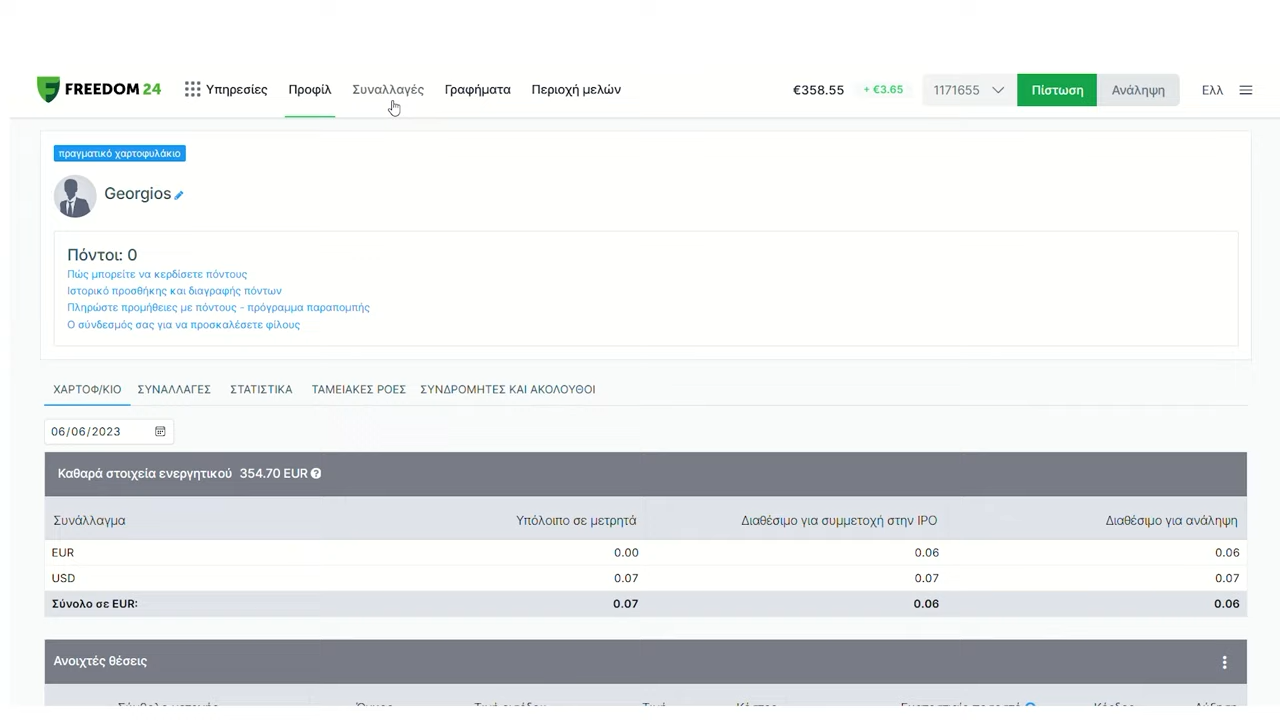 FREEDOM 24 Υπηρεσίες Προφίλ Συναλλαγές Γραφήματα Περιοχή μελών €358.55 + €3.65 1171655 Πίστωση Ανάληψη Ελλ
πραγματικό χαρτοφυλάκιο
Georgios
Πόντοι: 0
Πώς μπορείτε να κερδίσετε πόντους
Ιστορικό προσθήκης και διαγραφής πόντων
Πληρώστε προμήθειες με πόντους - πρόγραμμα παραπομπής
Ο σύνδεσμός σας για να προσκαλέσετε φίλους
ΧΑΡΤΟΦ/ΚΙΟ ΣΥΝΑΛΛΑΓΕΣ ΣΤΑΤΙΣΤΙΚΑ ΤΑΜΕΙΑΚΕΣ ΡΟΕΣ ΣΥΝΔΡΟΜΗΤΕΣ ΚΑΙ ΑΚΟΛΟΥΘΟΙ
06/06/2023
Καθαρά στοιχεία ενεργητικού 354.70 EUR
Συνάλλαγμα Υπόλοιπο σε μετρητά Διαθέσιμο για συμμετοχή στην IPO Διαθέσιμο για ανάληψη
EUR 0.00 0.06 0.06
USD 0.07 0.07 0.07
Σύνολο σε EUR: 0.07 0.06 0.06
Ανοιχτές θέσεις